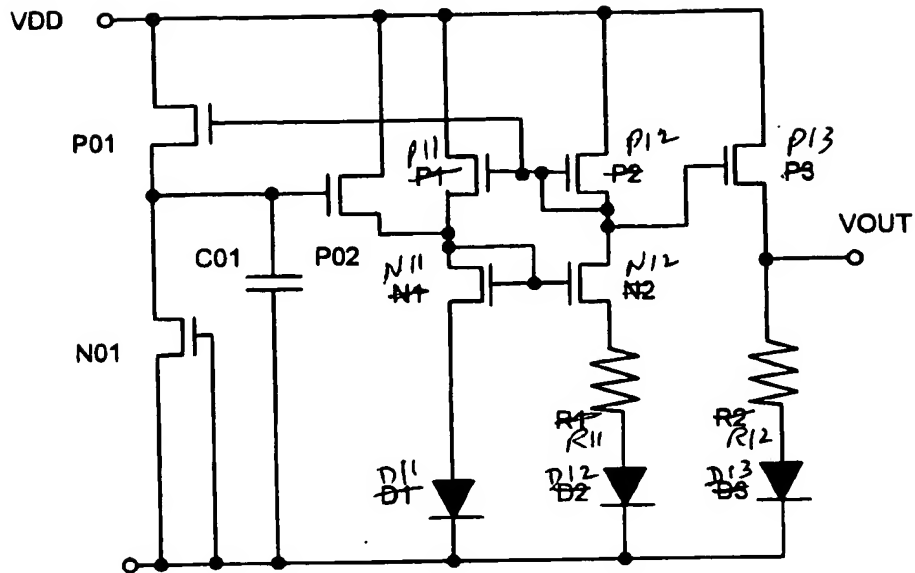 VDD
P01
P11
P1
P12
P2
P13
P3
VOUT
C01
P02
N11
N1
N12
N2
N01
R1
R11
R2
R12
D11
D1
D12
D2
D13
D3